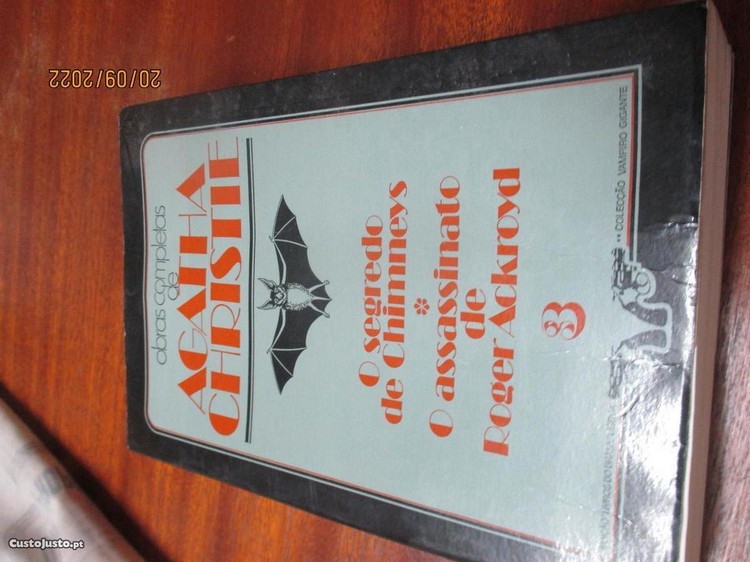 20/09/2022
obras completas
de
AGATHA
CHRISTIE
O segredo
de Chimneys
*
O assassinato
de
Roger Ackroyd
3
** COLECÇÃO VAMPIRO GIGANTE
CustoJusto.pt